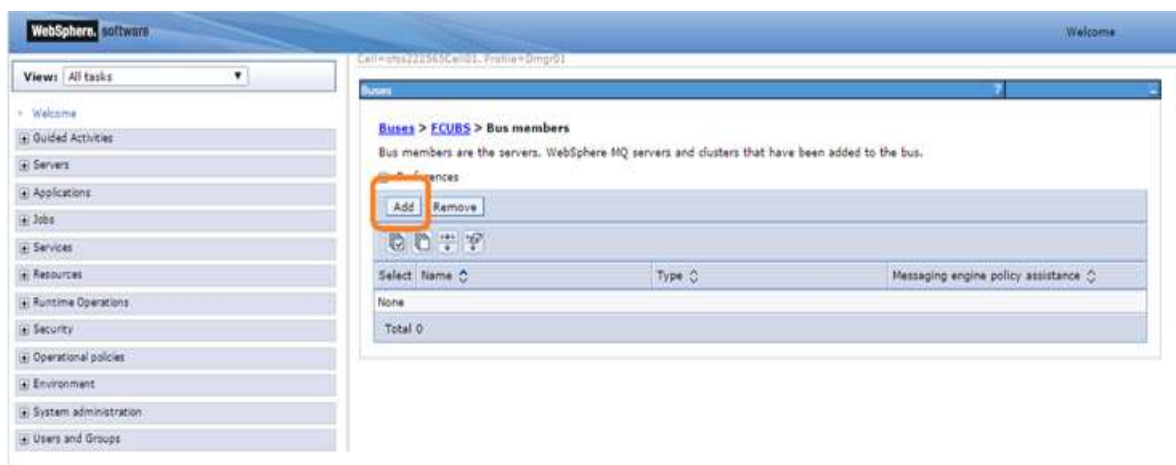 WebSphere. software
Welcome
View: All tasks
Cell=ofss222565Cell01, Profile=Dmgr01
Buses
?
Welcome
Guided Activities
Servers
Applications
Jobs
Services
Resources
Runtime Operations
Security
Operational policies
Environment
System administration
Users and Groups
Buses > FCUBS > Bus members
Bus members are the servers, WebSphere MQ servers and clusters that have been added to the bus.
Preferences
Add Remove
Select Name Type Messaging engine policy assistance
None
Total 0